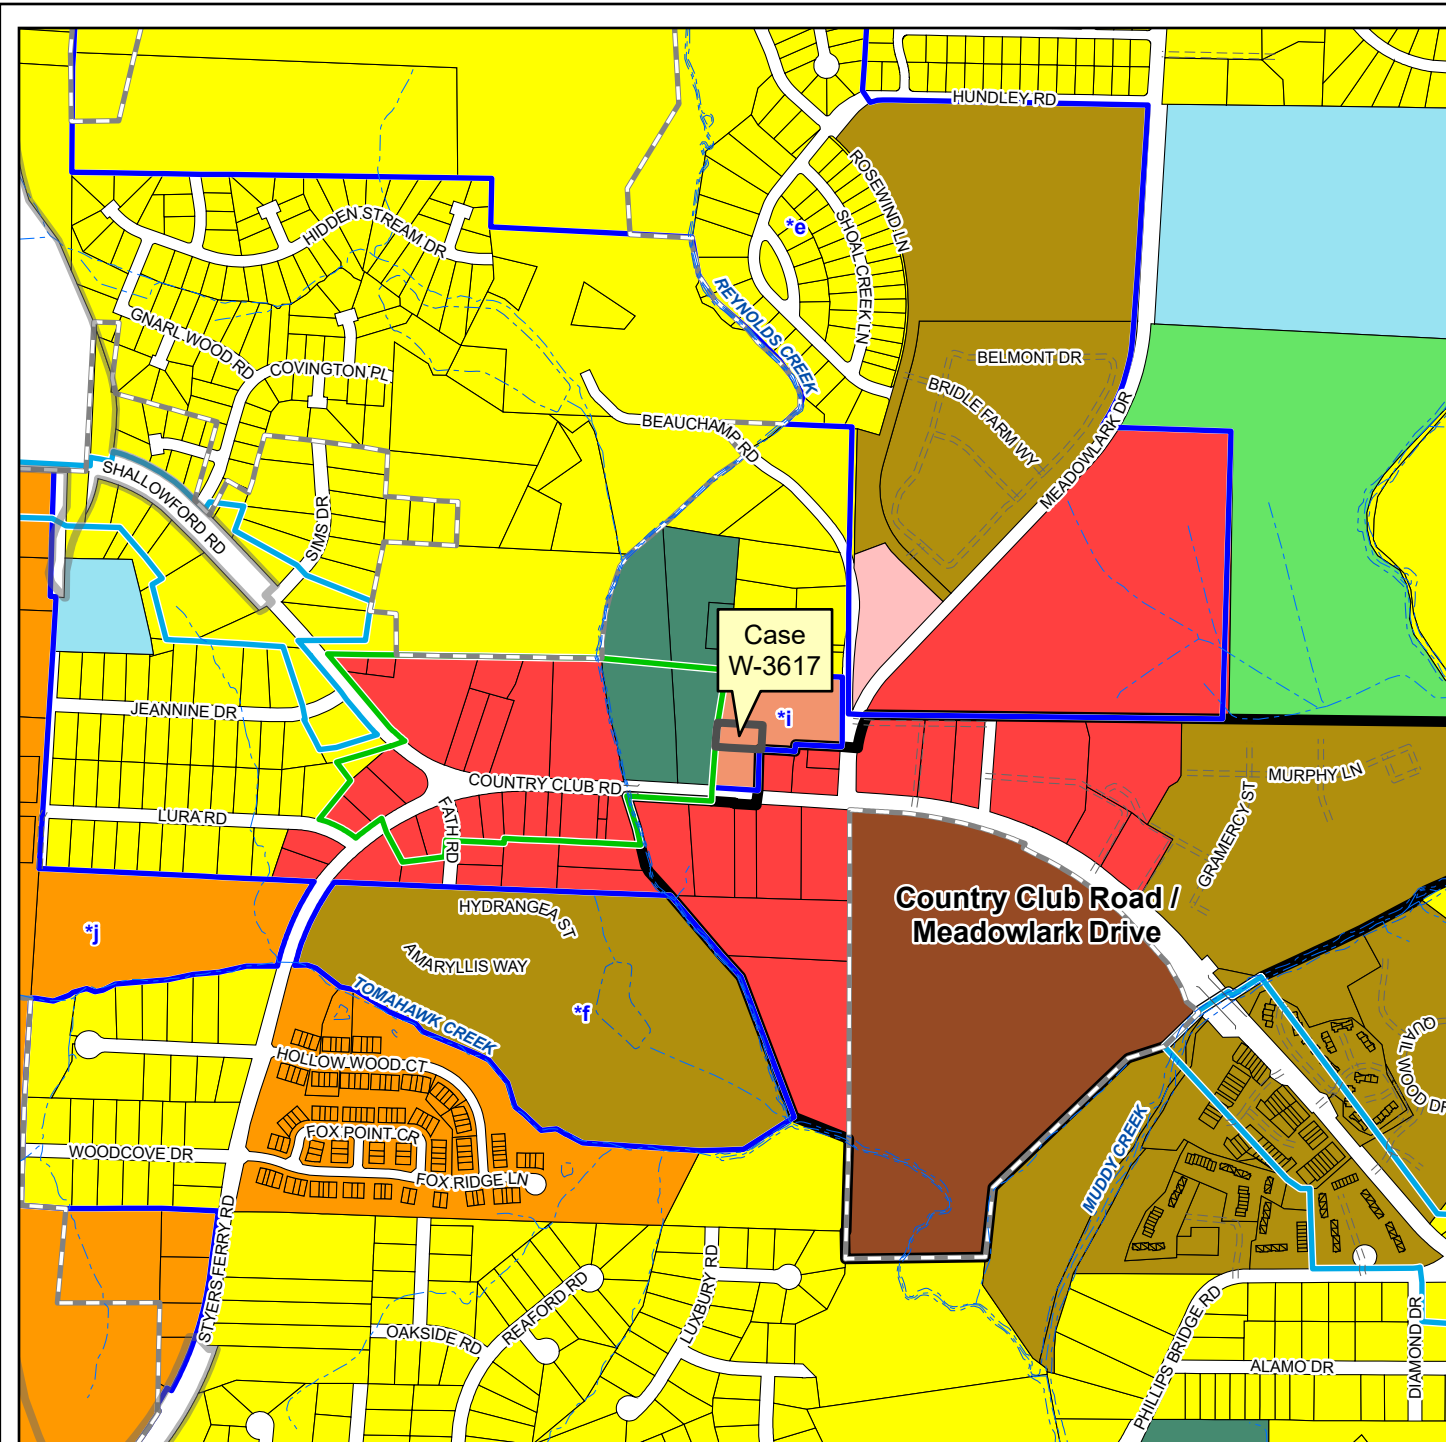 HUNDLEY RD
ROSEWIND LN
SHOAL CREEK LN
*e
HIDDEN STREAM DR
REYNOLDS CREEK
GNARL WOOD RD
COVINGTON PL
BELMONT DR
BRIDLE FARM WY
MEADOWLARK DR
BEAUCHAMP RD
SHALLOWFORD RD
SIMS DR
Case
W-3617
JEANNINE DR
*i
COUNTRY CLUB RD
MURPHY LN
GRAMERCY ST
LURA RD
FATH RD
Country Club Road /
Meadowlark Drive
HYDRANGEA ST
*j
AMARYLLIS WAY
TOMAHAWK CREEK
*f
QUAIL WOOD DR
HOLLOW WOOD CT
FOX POINT CR
WOODCOVE DR
FOX RIDGE LN
MUDDY CREEK
STYERS FERRY RD
LUXBURY RD
REAFORD RD
OAKSIDE RD
PHILLIPS BRIDGE RD
ALAMO DR
DIAMOND DR